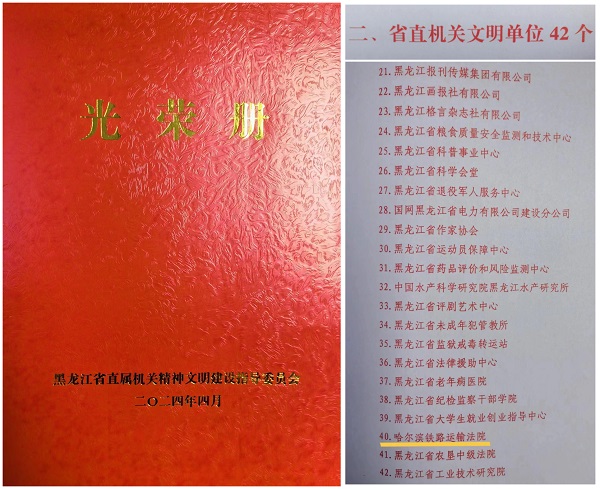 光荣册
黑龙江省直属机关精神文明建设指导委员会
二〇二四年四月
二、省直机关文明单位 42 个
21.黑龙江报刊传媒集团有限公司
22.黑龙江画报社有限公司
23.黑龙江格言杂志社有限公司
24.黑龙江省粮食质量安全监测和技术中心
25.黑龙江省科普事业中心
26.黑龙江省科学会堂
27.黑龙江省退役军人服务中心
28.国网黑龙江省电力有限公司建设分公司
29.黑龙江省作家协会
30.黑龙江省运动员保障中心
31.黑龙江省药品评价和风险监测中心
32.中国水产科学研究院黑龙江水产研究所
33.黑龙江省评剧艺术中心
34.黑龙江省未成年犯管教所
35.黑龙江省监狱戒毒转运站
36.黑龙江省法律援助中心
37.黑龙江省老年病医院
38.黑龙江省纪检监察干部学院
39.黑龙江省大学生就业创业指导中心
40.哈尔滨铁路运输法院
41.黑龙江省农垦中级法院
42.黑龙江省工业技术研究院